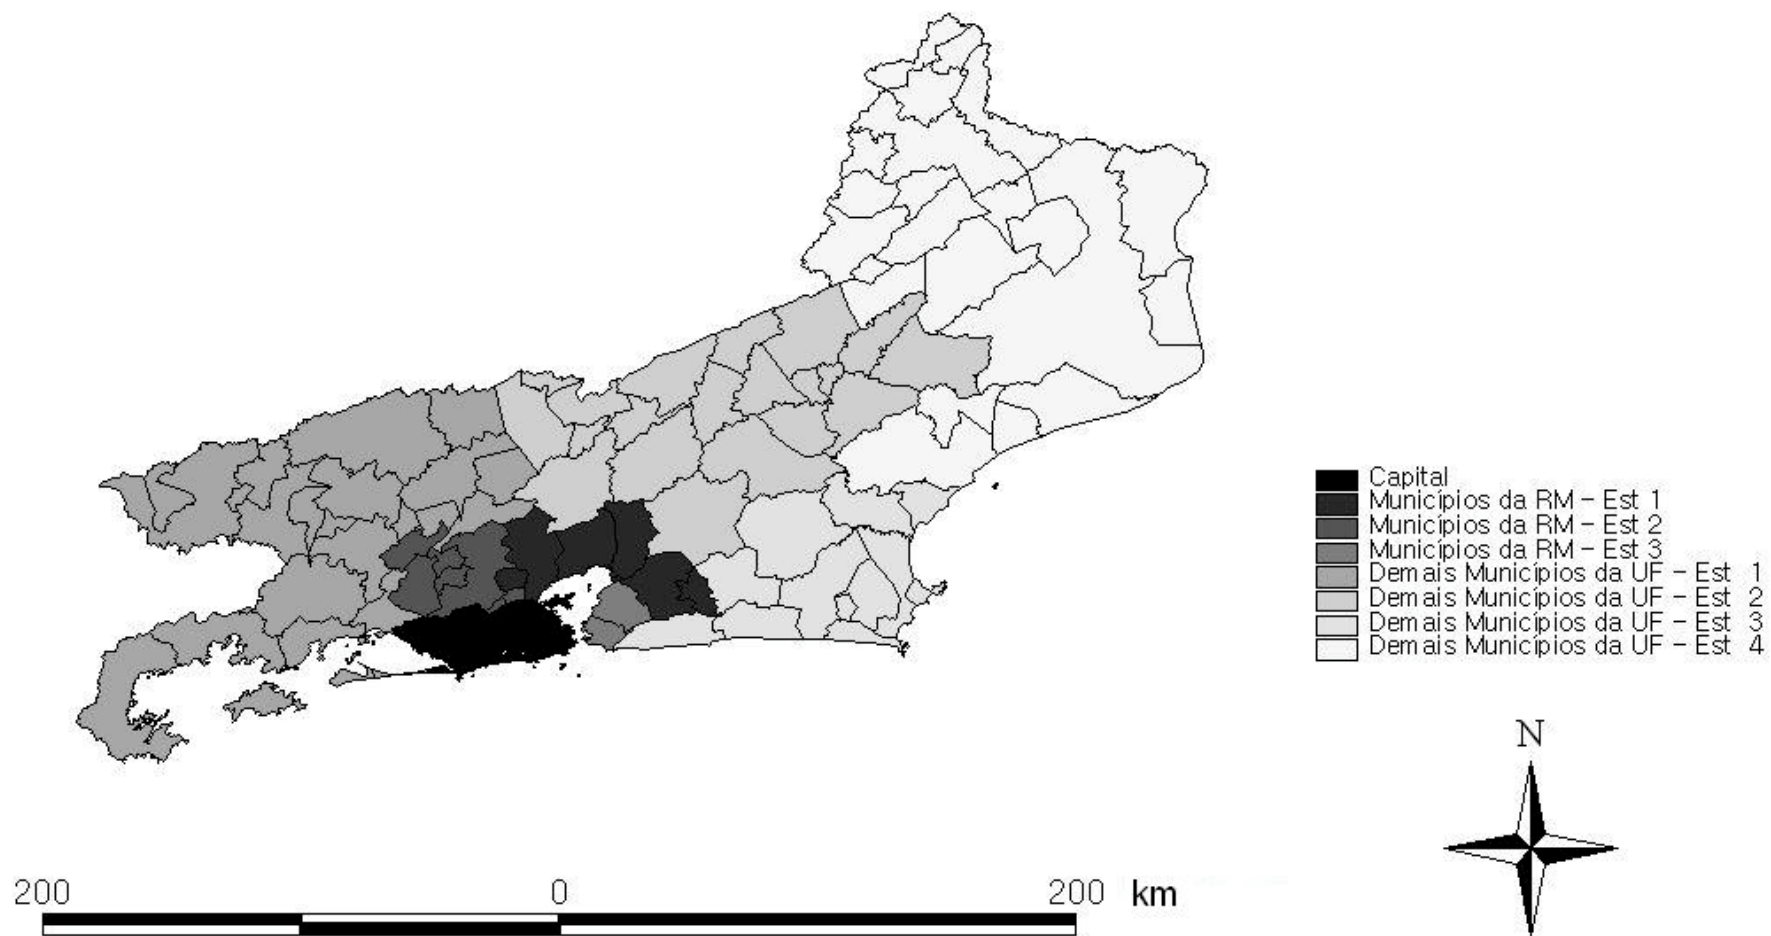 Capital
Municípios da RM - Est 1
Municípios da RM - Est 2
Municípios da RM - Est 3
Demais Municípios da UF - Est 1
Demais Municípios da UF - Est 2
Demais Municípios da UF - Est 3
Demais Municípios da UF - Est 4
N
200 0 200 km